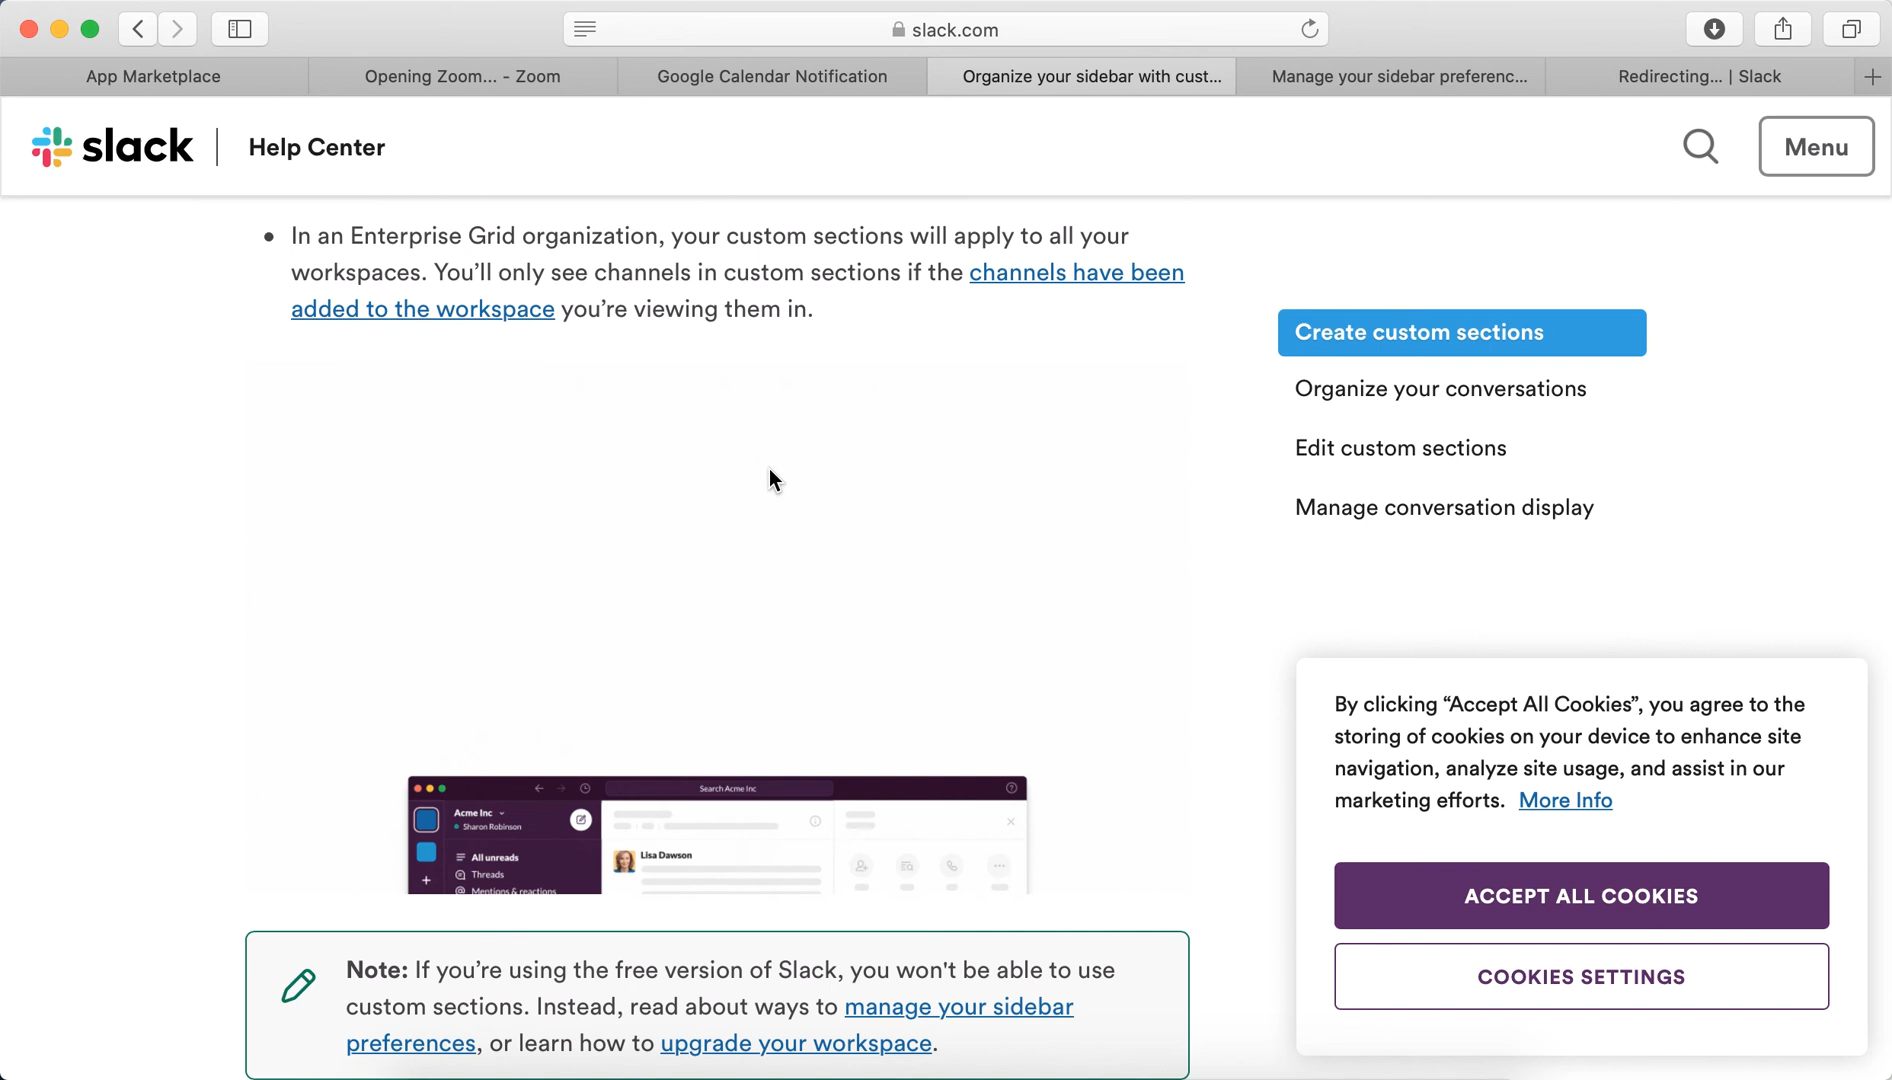 slack.com
App Marketplace
Opening Zoom... - Zoom
Google Calendar Notification
Organize your sidebar with cust...
Manage your sidebar preferenc...
Redirecting... | Slack
slack
Help Center
Menu
• In an Enterprise Grid organization, your custom sections will apply to all your
workspaces. You’ll only see channels in custom sections if the channels have been
added to the workspace you’re viewing them in.
Create custom sections
Organize your conversations
Edit custom sections
Manage conversation display
Search Acme Inc
Acme Inc
Sharon Robinson
All unreads
Threads
Mentions & reactions
Lisa Dawson
Note: If you’re using the free version of Slack, you won't be able to use
custom sections. Instead, read about ways to manage your sidebar
preferences, or learn how to upgrade your workspace.
By clicking “Accept All Cookies”, you agree to the
storing of cookies on your device to enhance site
navigation, analyze site usage, and assist in our
marketing efforts. More Info
ACCEPT ALL COOKIES
COOKIES SETTINGS